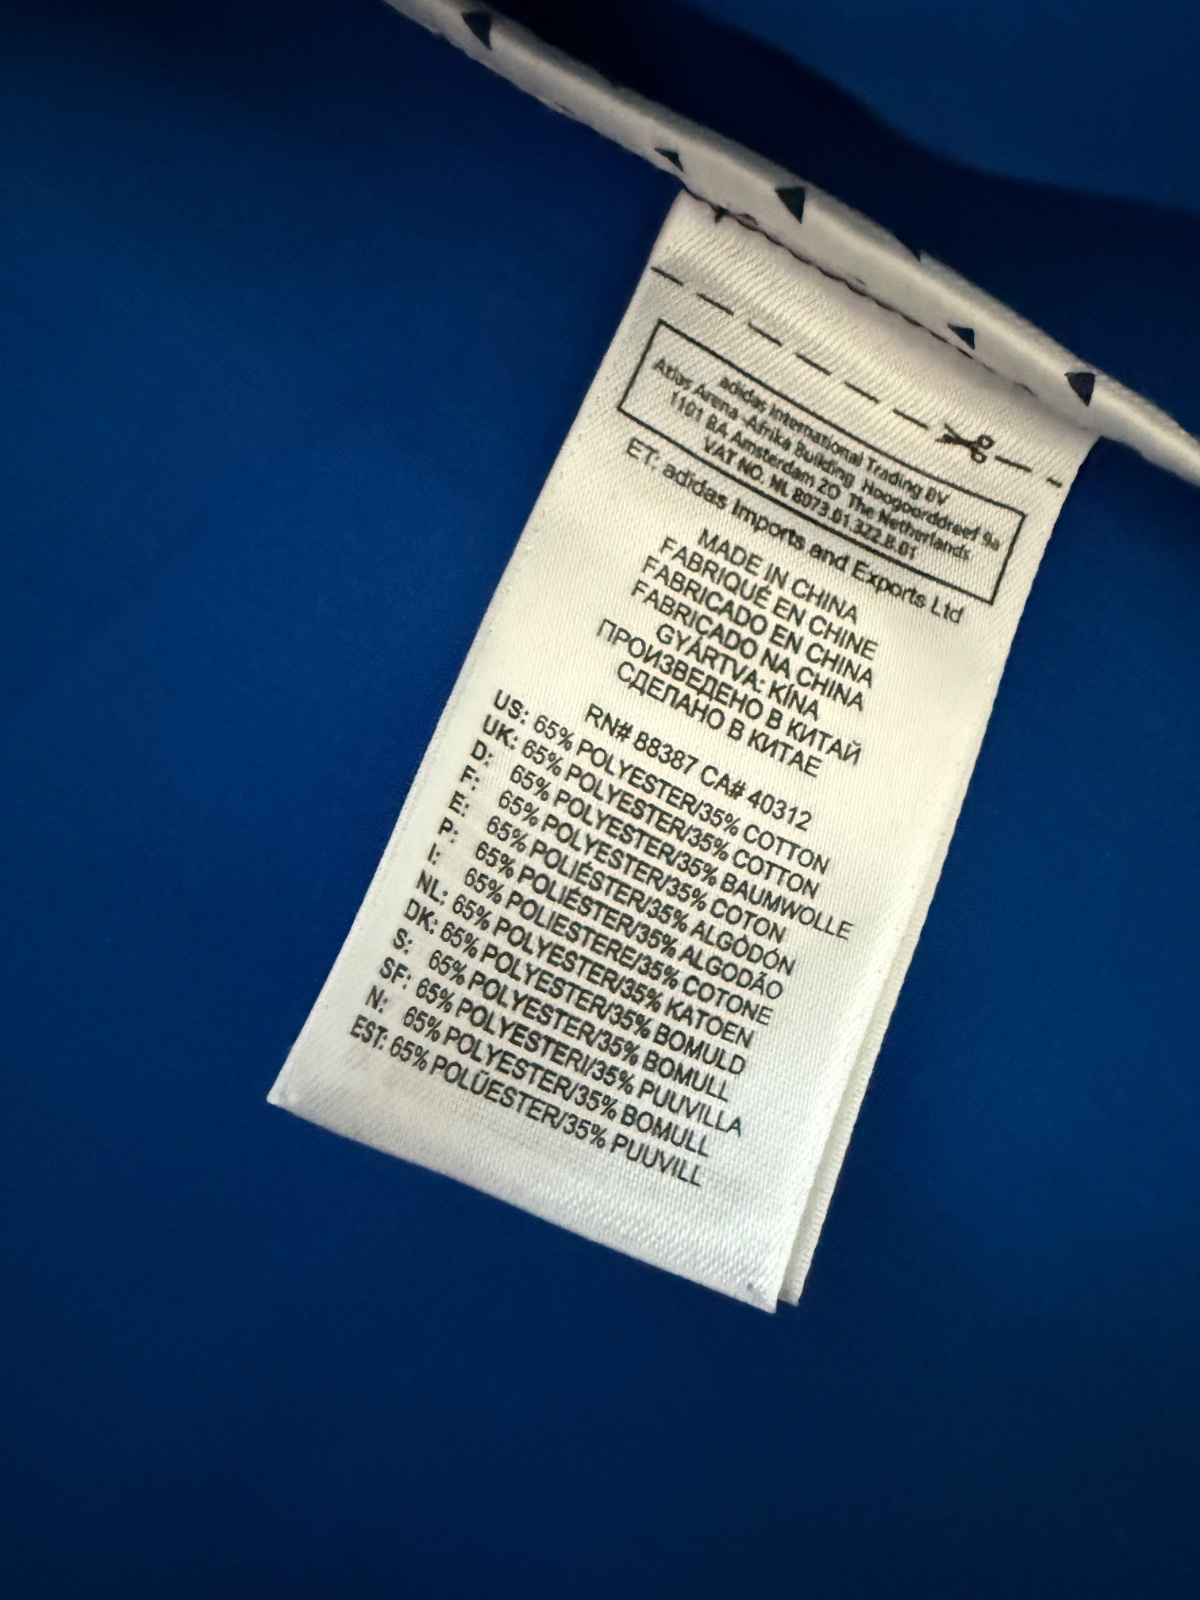 adidas International Trading BV
Atlas Arena -Afrika Building Hoogoorddreef 9a
1101 BA Amsterdam ZO The Netherlands
VAT NO. NL 8073.01.322.B.01
ET: adidas Imports and Exports Ltd
MADE IN CHINA
FABRIQUÉ EN CHINE
FABRICADO EN CHINA
FABRICADO NA CHINA
GYÁRTVA: KÍNA
ПРОИЗВЕДЕНО В КИТАЙ
СДЕЛАНО В КИТАЕ
RN# 88387 CA# 40312
US: 65% POLYESTER/35% COTTON
UK: 65% POLYESTER/35% COTTON
D: 65% POLYESTER/35% BAUMWOLLE
F: 65% POLYESTER/35% COTON
E: 65% POLIÉSTER/35% ALGODÓN
P: 65% POLIÉSTER/35% ALGODÃO
I: 65% POLIESTERE/35% COTONE
NL: 65% POLYESTER/35% KATOEN
DK: 65% POLYESTER/35% BOMULD
S: 65% POLYESTER/35% BOMULL
SF: 65% POLYESTERI/35% PUUVILLA
N: 65% POLYESTER/35% BOMULL
EST: 65% POLÜESTER/35% PUUVILL